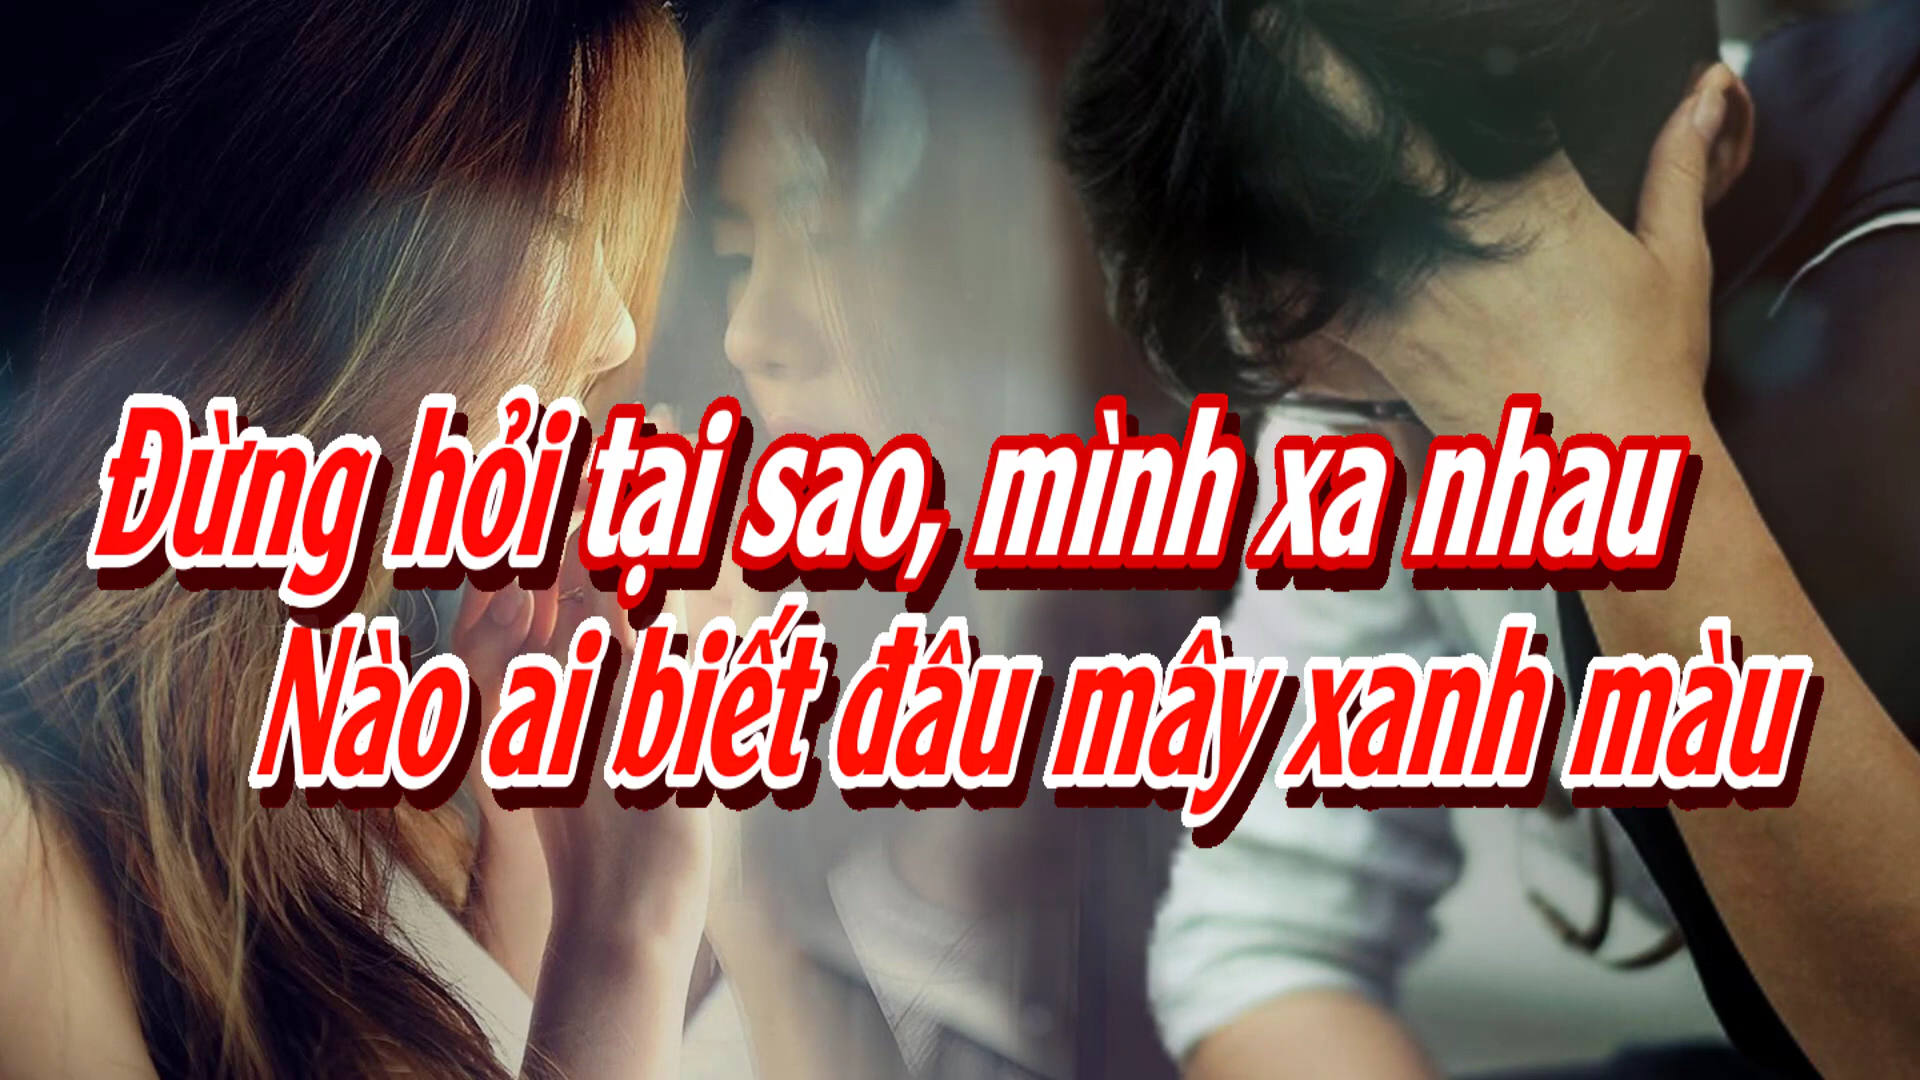 Đừng hỏi tại sao, mình xa nhau
Nào ai biết đâu mây xanh màu